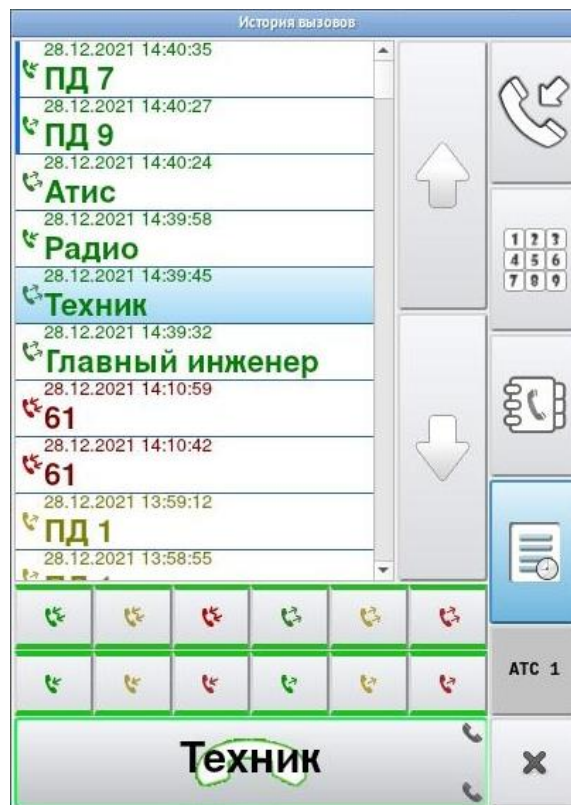 История вызовов
28.12.2021 14:40:35
ПД 7
28.12.2021 14:40:27
ПД 9
28.12.2021 14:40:24
Атис
28.12.2021 14:39:58
Радио
28.12.2021 14:39:45
Техник
28.12.2021 14:39:32
Главный инженер
28.12.2021 14:10:59
61
28.12.2021 14:10:42
61
28.12.2021 13:59:12
ПД 1
28.12.2021 13:58:55
1 2 3
4 5 6
7 8 9
АТС 1
Техник